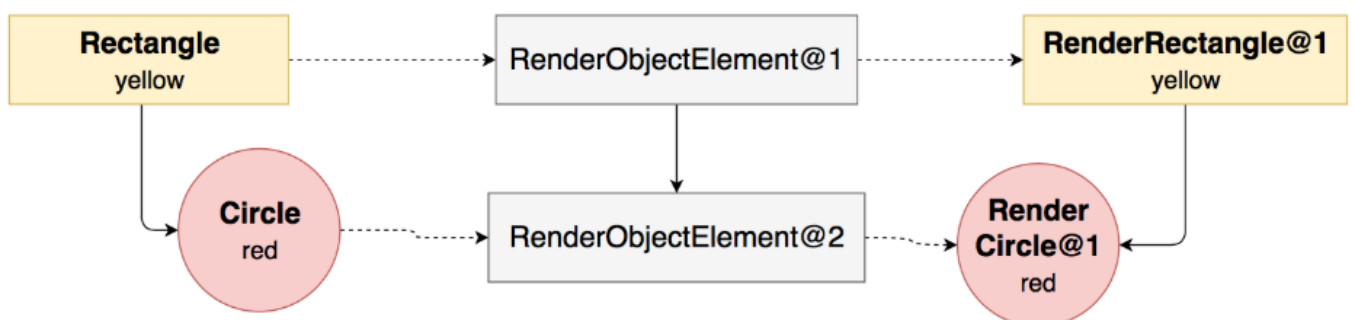 Rectangle
yellow
RenderObjectElement@1
RenderRectangle@1
yellow
Circle
red
RenderObjectElement@2
Render
Circle@1
red